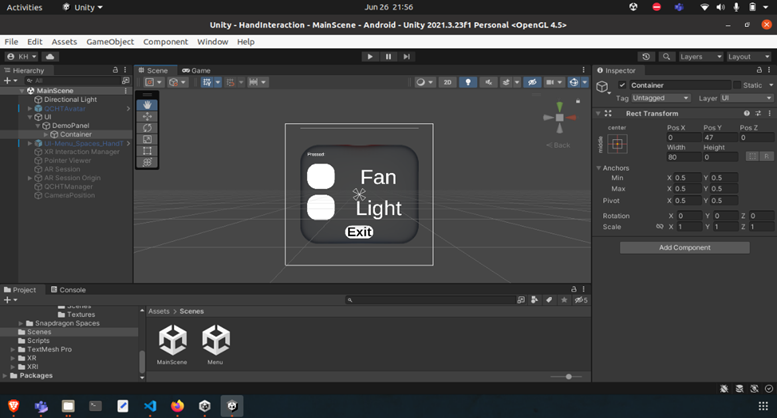 Activities
Unity
Jun 26 21:56
Unity - HandInteraction - MainScene - Android - Unity 2021.3.23f1 Personal <OpenGL 4.5>
File Edit Assets GameObject Component Window Help
KH
Layers
Layout
Hierarchy
All
MainScene
Directional Light
QCHTAvatar
UI
DemoPanel
Container
UI-Menu_Spaces_HandT
XR Interaction Manager
Pointer Viewer
AR Session
AR Session Origin
QCHTManager
CameraPosition
Scene
Game
2D
Back
Pressed!
Fan
Light
Exit
Inspector
Container
Static
Tag Untagged Layer UI
Rect Transform
center
middle
Pos X Pos Y Pos Z
0 47 0
Width Height
80 0
R
Anchors
Min X 0.5 Y 0.5
Max X 0.5 Y 0.5
Pivot X 0.5 Y 0.5
Rotation X 0 Y 0 Z 0
Scale X 1 Y 1 Z 1
Add Component
Project
Console
5
Scenes
Textures
Snapdragon Spaces
Scenes
Scripts
TextMesh Pro
XR
XRI
Packages
Assets > Scenes
MainScene
Menu